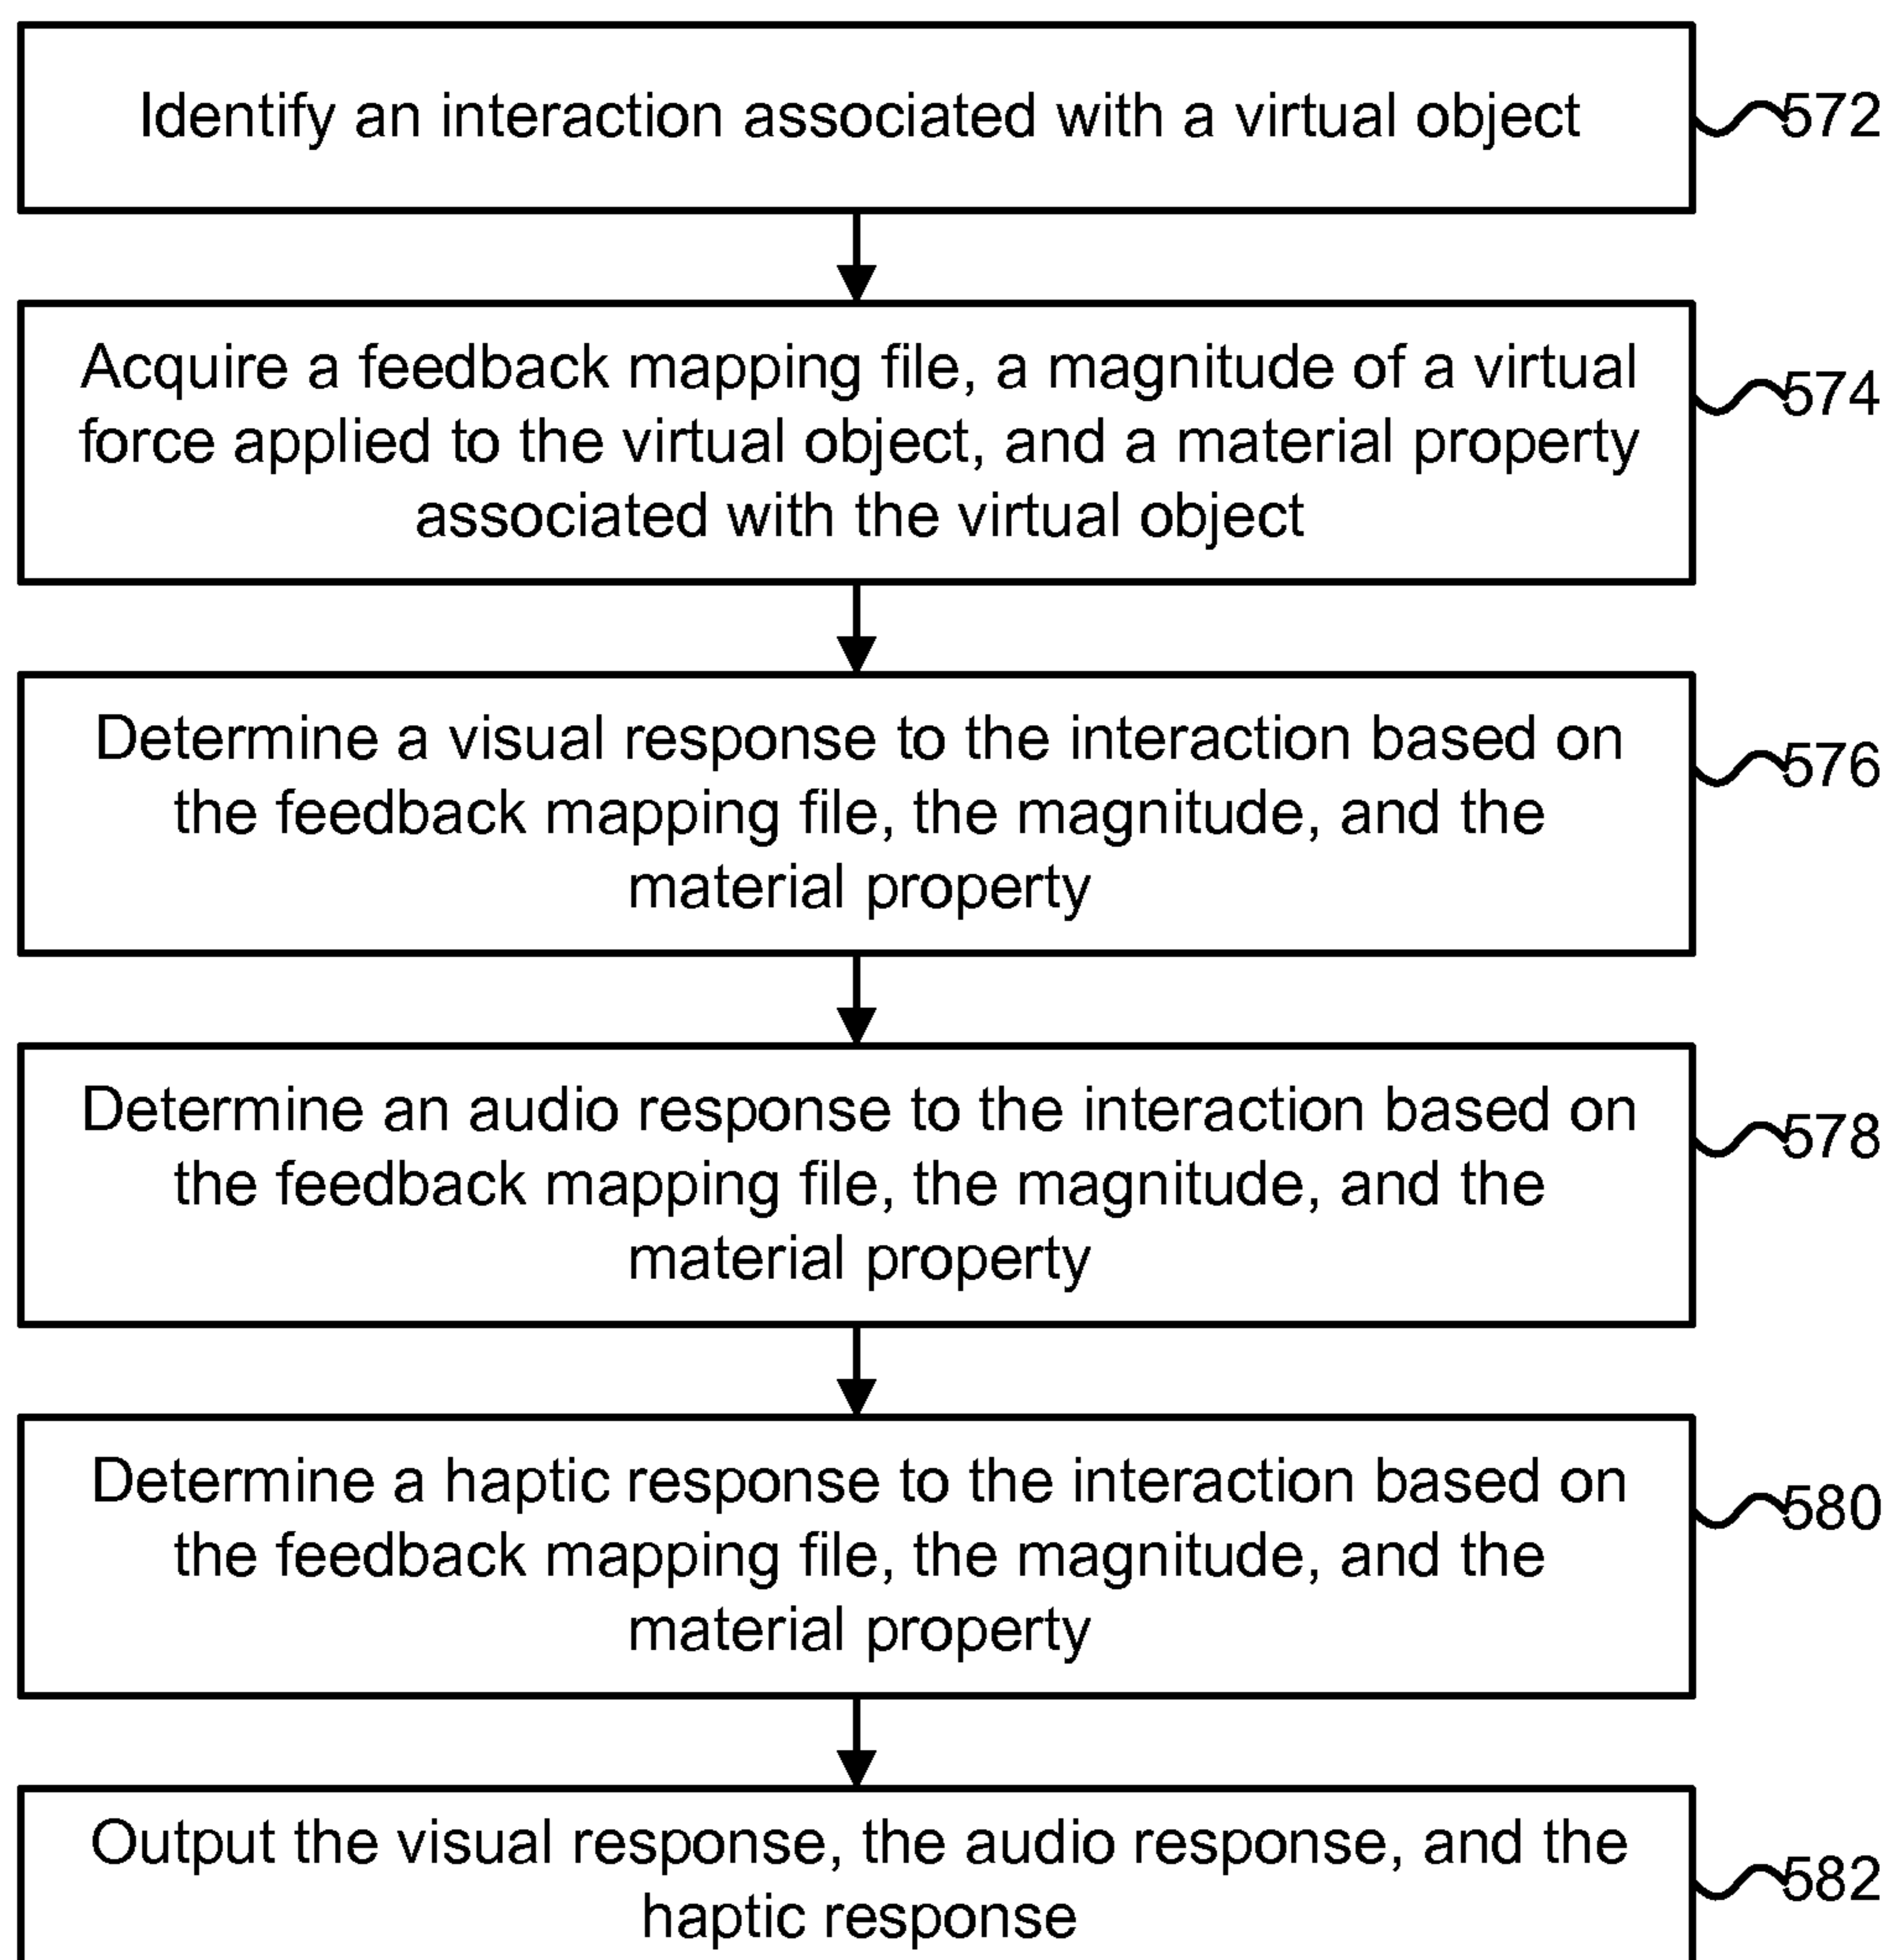 Identify an interaction associated with a virtual object
572
Acquire a feedback mapping file, a magnitude of a virtual
force applied to the virtual object, and a material property
associated with the virtual object
574
Determine a visual response to the interaction based on
the feedback mapping file, the magnitude, and the
material property
576
Determine an audio response to the interaction based on
the feedback mapping file, the magnitude, and the
material property
578
Determine a haptic response to the interaction based on
the feedback mapping file, the magnitude, and the
material property
580
Output the visual response, the audio response, and the
haptic response
582